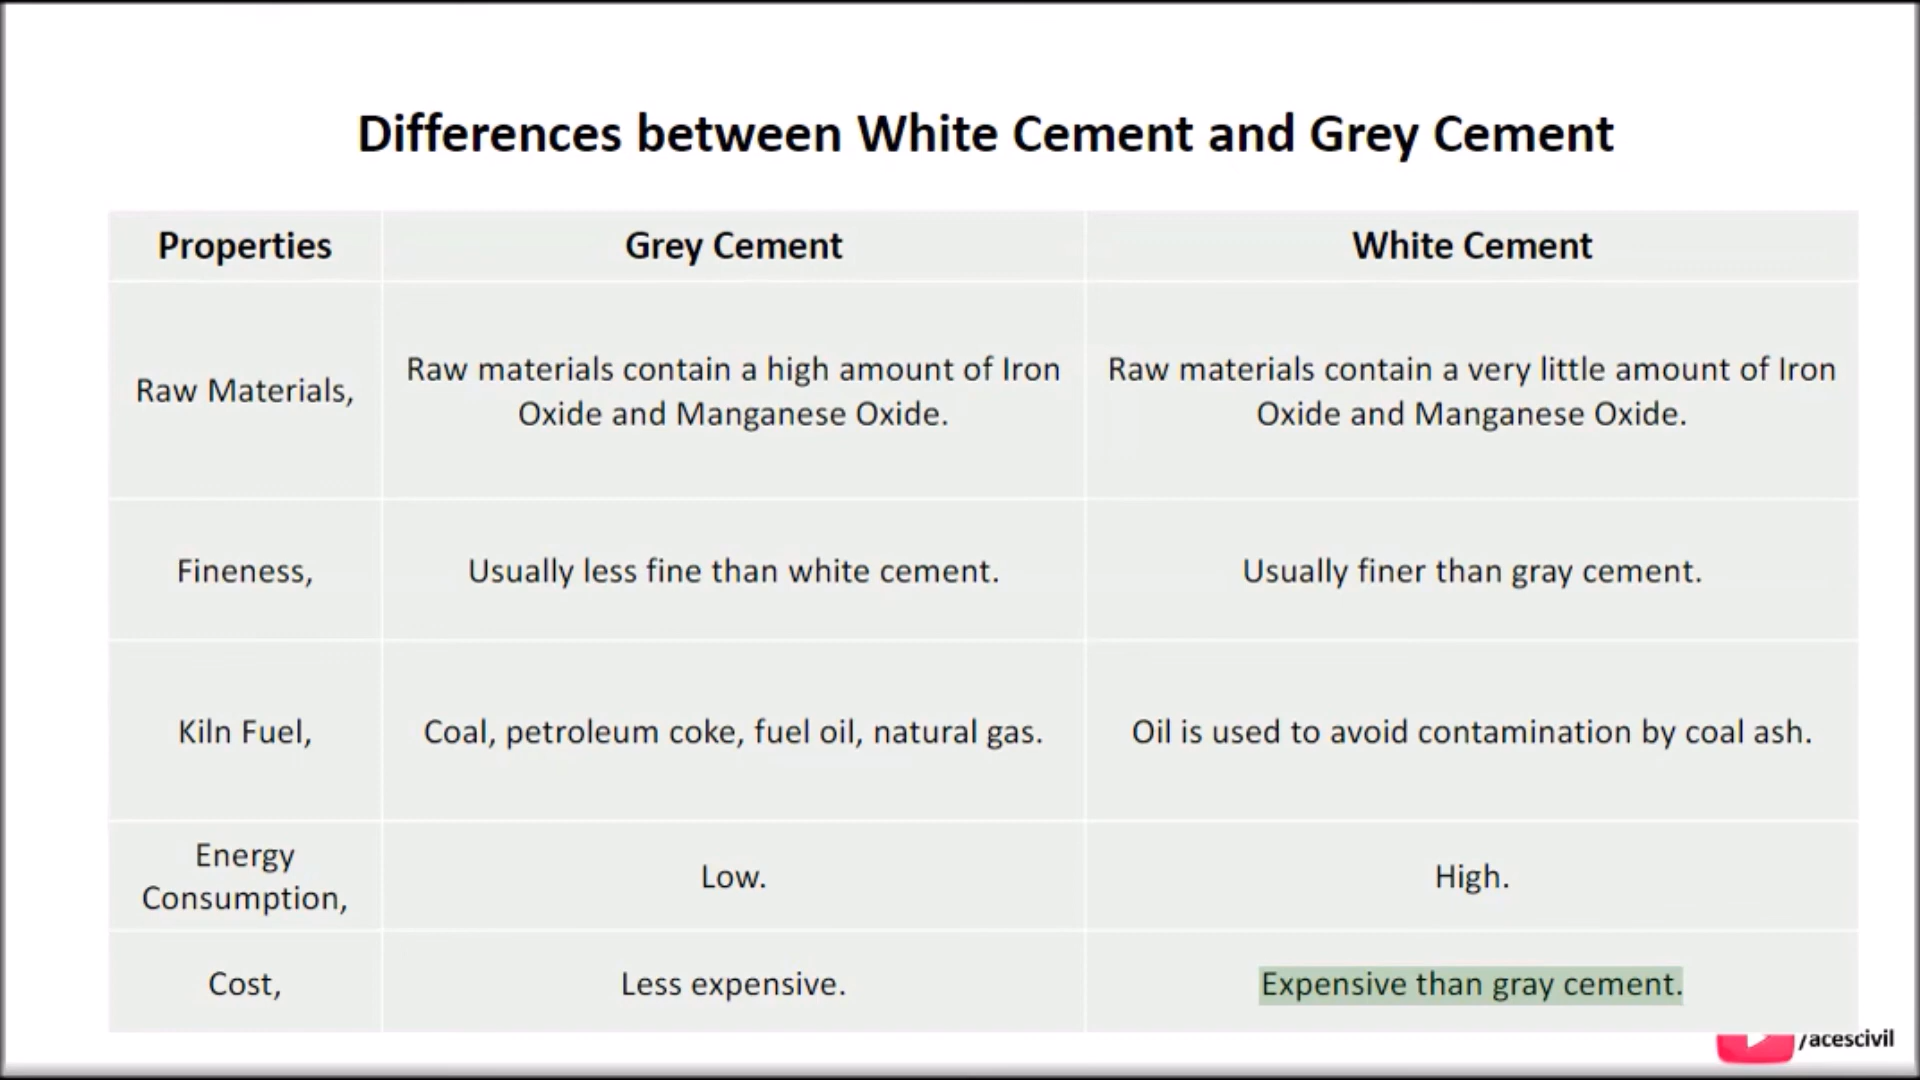 Differences between White Cement and Grey Cement
Properties
Grey Cement
White Cement
Raw Materials,
Raw materials contain a high amount of Iron
Oxide and Manganese Oxide.
Raw materials contain a very little amount of Iron
Oxide and Manganese Oxide.
Fineness,
Usually less fine than white cement.
Usually finer than gray cement.
Kiln Fuel,
Coal, petroleum coke, fuel oil, natural gas.
Oil is used to avoid contamination by coal ash.
Energy
Consumption,
Low.
High.
Cost,
Less expensive.
Expensive than gray cement.
/acescivil